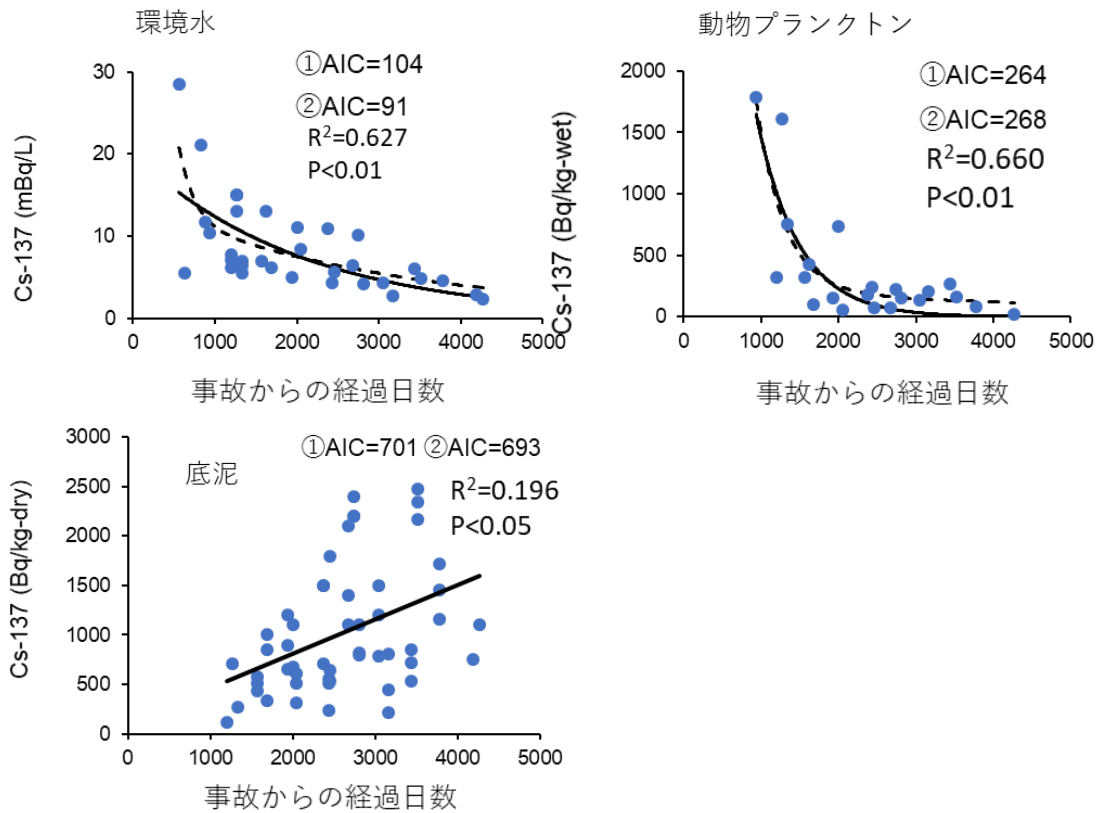 環境水
①AIC=104
②AIC=91
R²=0.627
P<0.01
Cs-137 (mBq/L)
30
20
10
0
0 1000 2000 3000 4000 5000
事故からの経過日数
動物プランクトン
①AIC=264
②AIC=268
R²=0.660
P<0.01
Cs-137 (Bq/kg-wet)
2000
1500
1000
500
0
0 1000 2000 3000 4000 5000
事故からの経過日数
底泥
①AIC=701 ②AIC=693
R²=0.196
P<0.05
Cs-137 (Bq/kg-dry)
3000
2500
2000
1500
1000
500
0
0 1000 2000 3000 4000 5000
事故からの経過日数